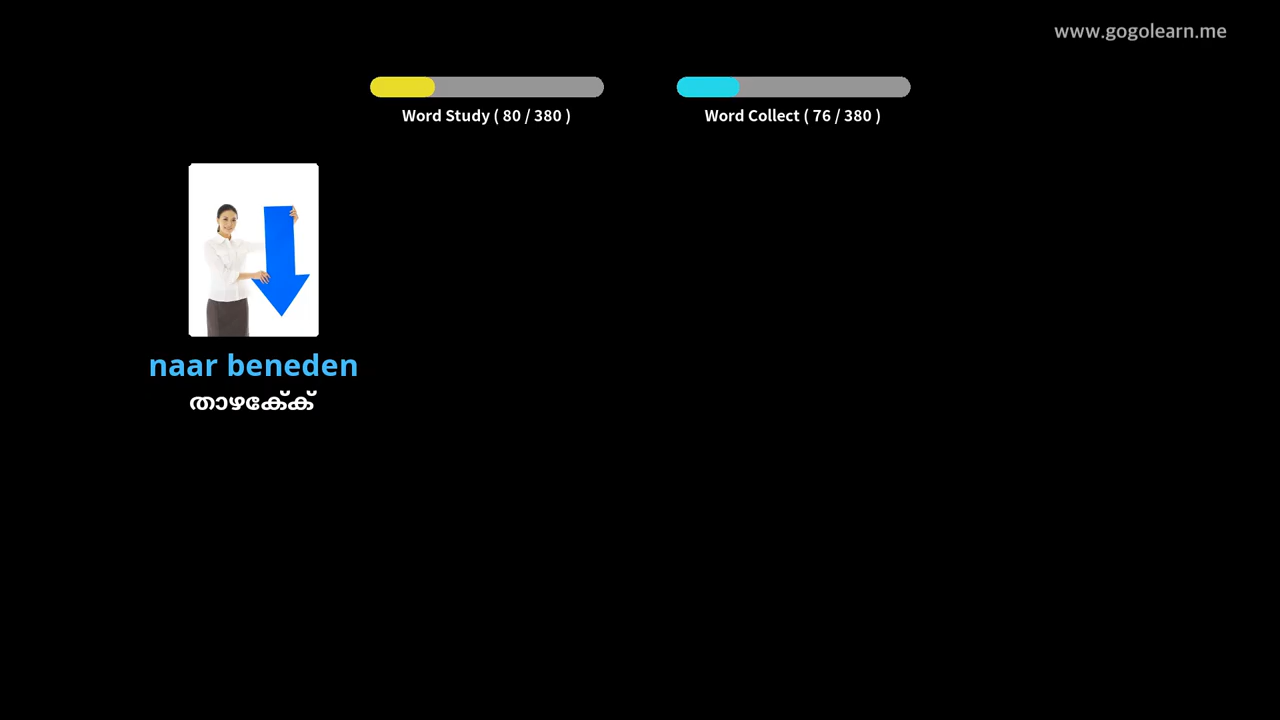 www.gogolearn.me
Word Study ( 80 / 380 )
Word Collect ( 76 / 380 )
naar beneden
താഴേക്ക്